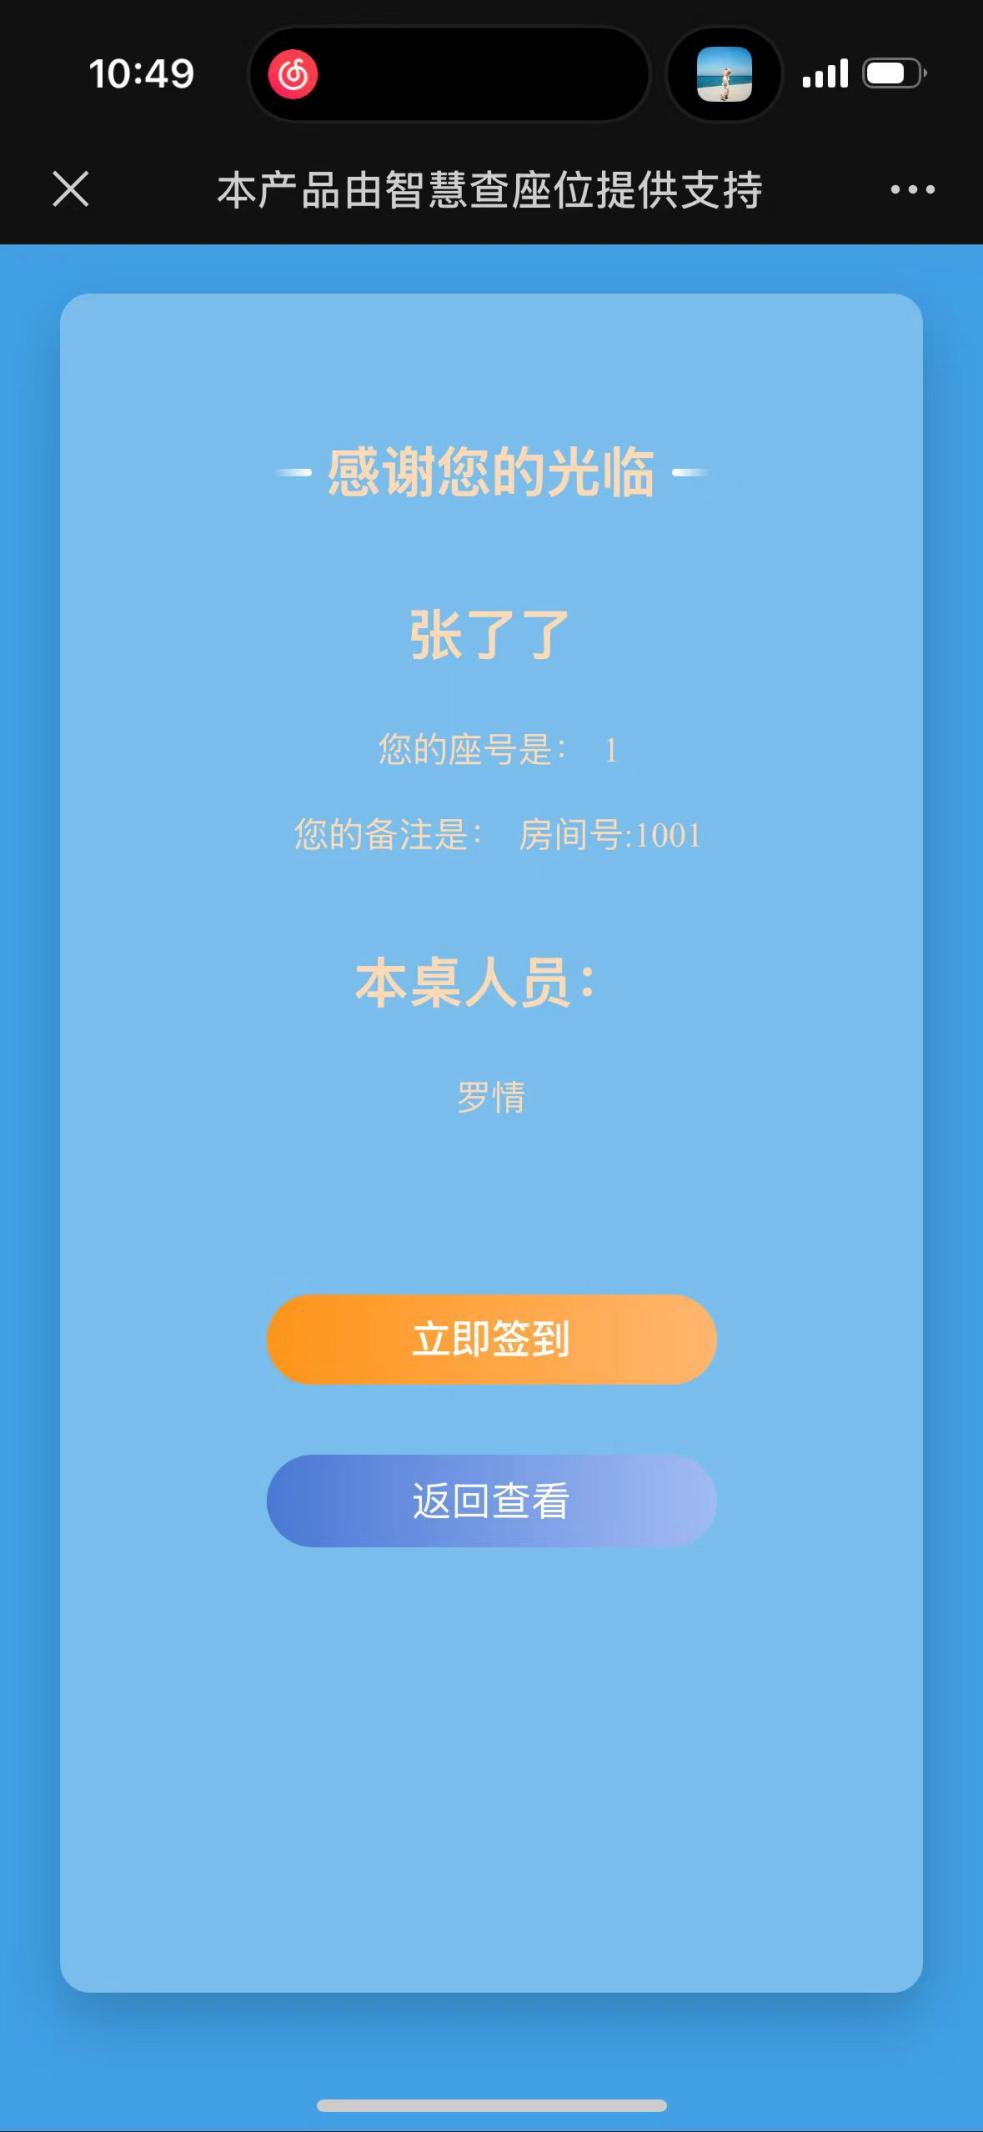 10:49
本产品由智慧查座位提供支持
感谢您的光临
张了了
您的座号是： 1
您的备注是： 房间号:1001
本桌人员：
罗情
立即签到
返回查看